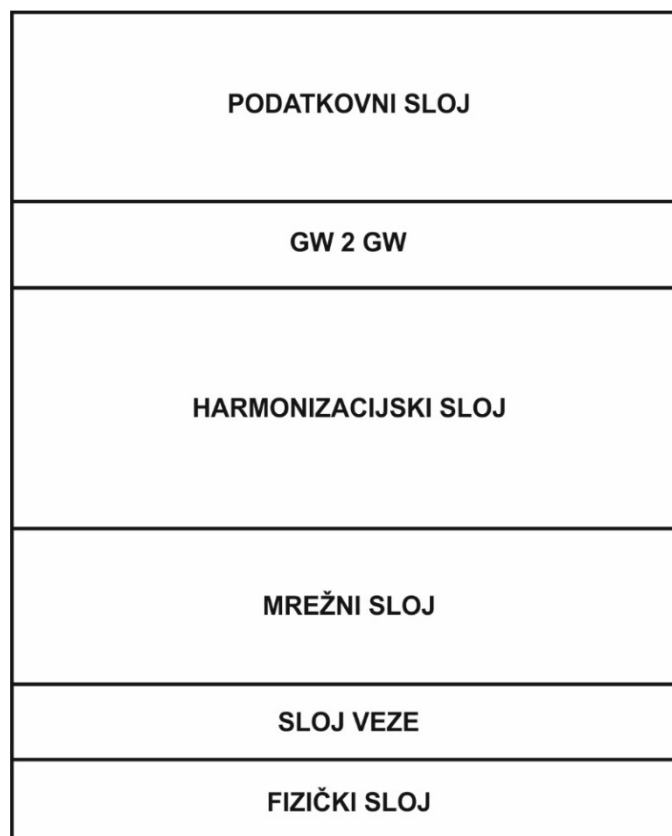 PODATKOVNI SLOJ
GW 2 GW
HARMONIZACIJSKI SLOJ
MREŽNI SLOJ
SLOJ VEZE
FIZIČKI SLOJ